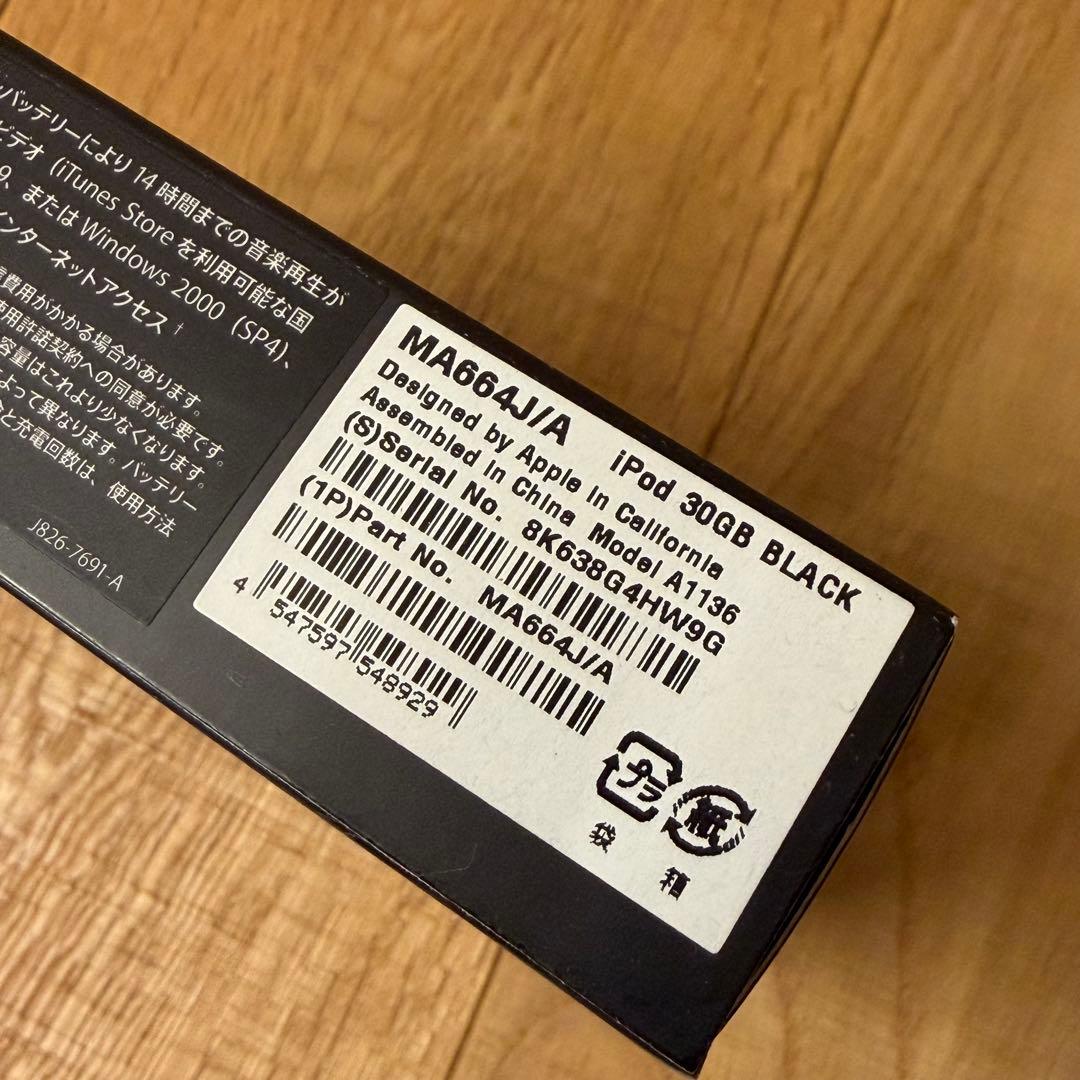 バッテリーにより 14 時間までの音楽再生が
ビデオ（iTunes Store を利用可能な国
9、または Windows 2000（SP4)、
インターネットアクセス†
費用がかかる場合があります。
使用許諾契約への同意が必要です。
容量はこれより少なくなります。
よって異なります。バッテリー
と充電回数は、使用方法
J826-7691-A
MA664J/A iPod 30GB BLACK
Designed by Apple in California
Assembled in China Model A1136
(S)Serial No. 8K638G4HW9G
(1P)Part No. MA664J/A
4 547597 548929
プラ 紙
袋 箱